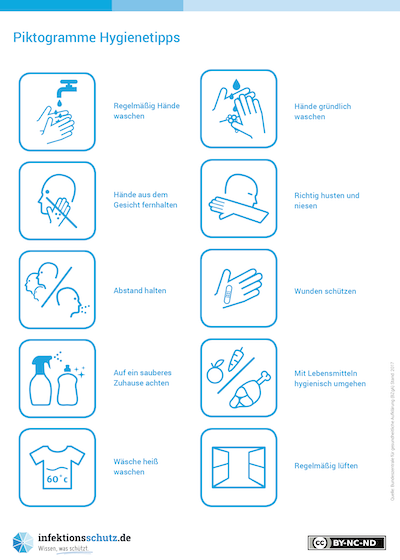 Piktogramme Hygienetipps
Regelmäßig Hände
waschen
Hände gründlich
waschen
Hände aus dem
Gesicht fernhalten
Richtig husten und
niesen
Abstand halten
Wunden schützen
Auf ein sauberes
Zuhause achten
Mit Lebensmitteln
hygienisch umgehen
60°C
Wäsche heiß
waschen
Regelmäßig lüften
Quelle: Bundeszentrale für gesundheitliche Aufklärung (BZgA), Stand: 2017
infektionsschutz.de
Wissen, was schützt.
cc BY-NC-ND